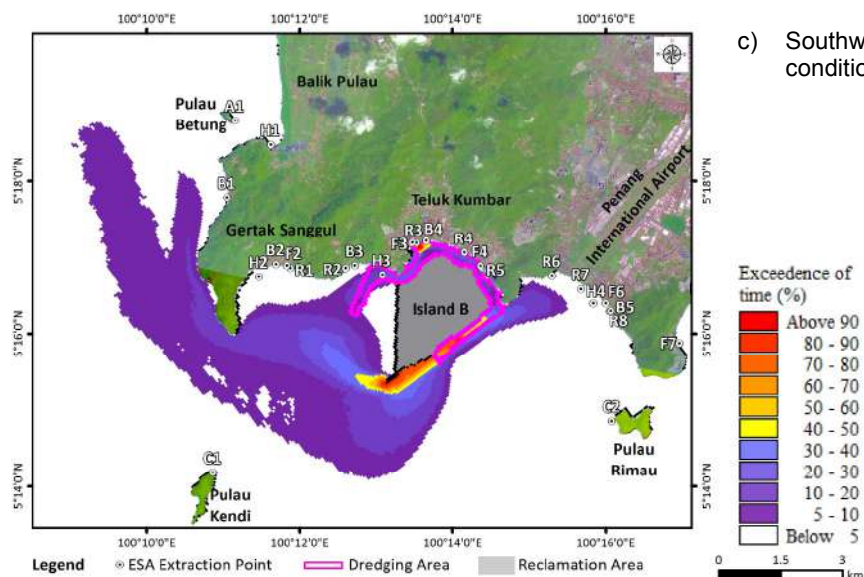 100°10'0"E 100°12'0"E 100°14'0"E 100°16'0"E
c) Southw
condition
Balik Pulau
Pulau
Betung
A1
H1
5°18'0"N
5°18'0"N
B1
Teluk Kumbar
Penang
International Airport
Gertak Sanggul
R3 B4
F3
R4
F4
B2 F2
B3
R2
R1
H2
H3
R5
R6
R7
H4 F6
B5
R8
Island B
5°16'0"N
5°16'0"N
F7
C2
Pulau
Rimau
C1
Pulau
Kendi
5°14'0"N
5°14'0"N
100°10'0"E 100°12'0"E 100°14'0"E 100°16'0"E
Exceedence of
time (%)
Above 90
80 - 90
70 - 80
60 - 70
50 - 60
40 - 50
30 - 40
20 - 30
10 - 20
5 - 10
Below 5
0 1.5 3
km
Legend ESA Extraction Point Dredging Area Reclamation Area